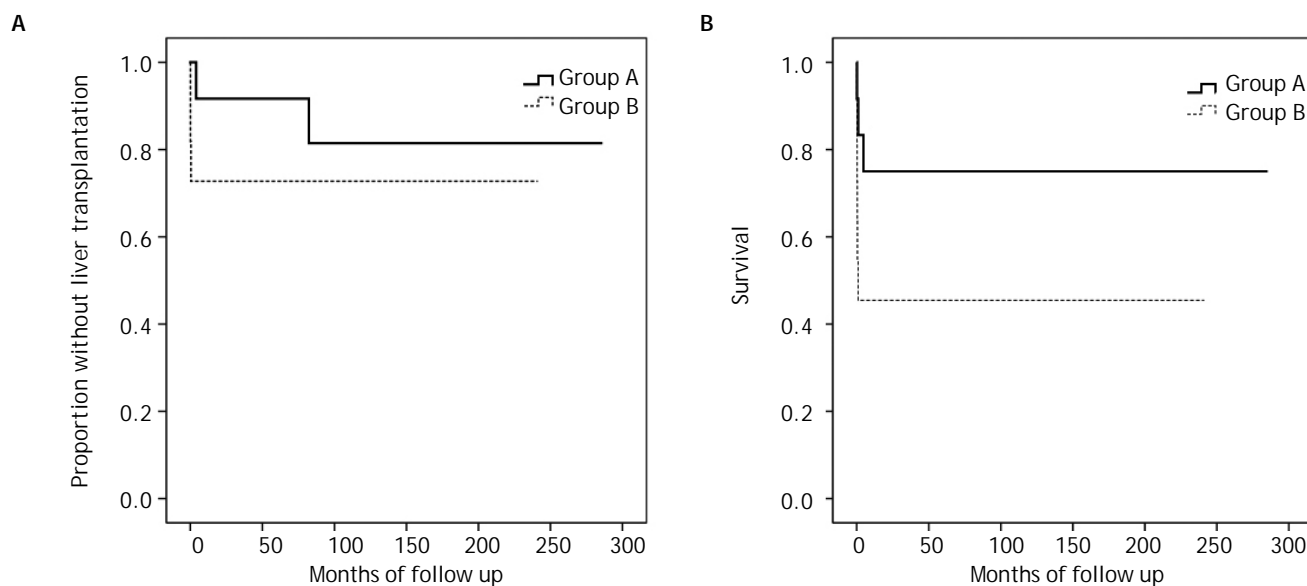 A
Proportion without liver transplantation
1.0
0.8
0.6
0.4
0.2
0.0
Group A
Group B
0 50 100 150 200 250 300
Months of follow up
B
Survival
1.0
0.8
0.6
0.4
0.2
0.0
Group A
Group B
0 50 100 150 200 250 300
Months of follow up